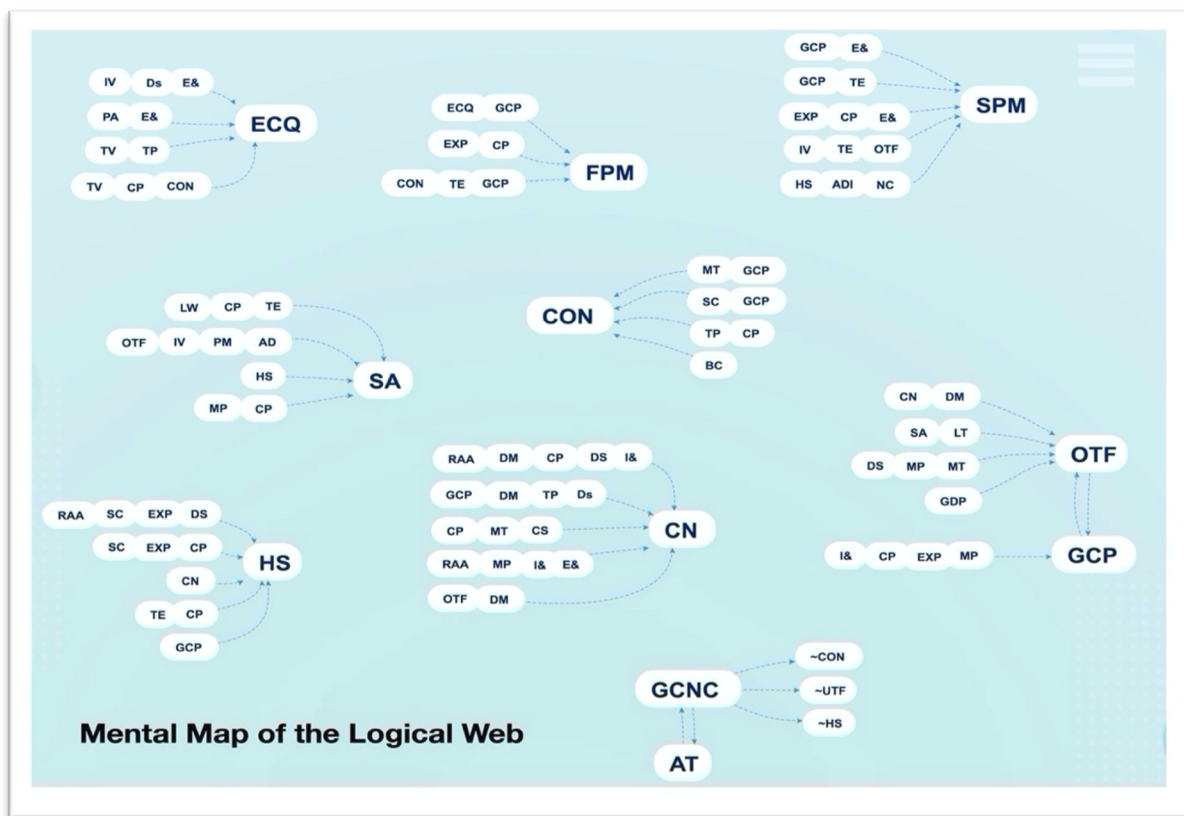 IV Ds E&
PA E&
TV TP
TV CP CON
ECQ
ECQ GCP
EXP CP
CON TE GCP
FPM
GCP E&
GCP TE
EXP CP E&
IV TE OTF
HS ADI NC
SPM
LW CP TE
OTF IV PM AD
HS
MP CP
SA
CON
MT GCP
SC GCP
TP CP
BC
CN DM
SA LT
DS MP MT
GDP
OTF
I& CP EXP MP
GCP
RAA SC EXP DS
SC EXP CP
CN
TE CP
GCP
HS
RAA DM CP DS I&
GCP DM TP Ds
CP MT CS
RAA MP I& E&
OTF DM
CN
GCNC
~CON
~UTF
~HS
AT
Mental Map of the Logical Web